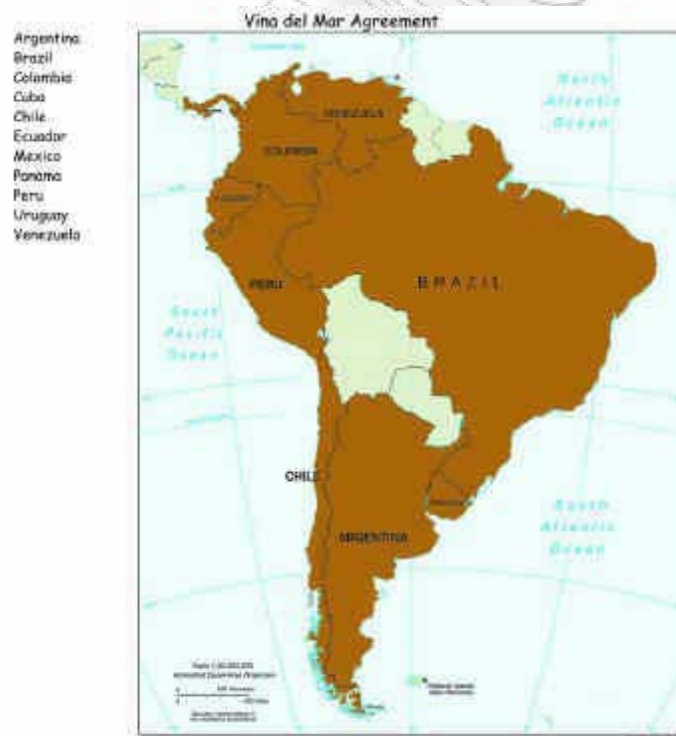 Vina del Mar Agreement
Argentina
Brazil
Colombia
Cuba
Chile
Ecuador
Mexico
Panama
Peru
Uruguay
Venezuela
North
Atlantic
Ocean
VENEZUELA
COLOMBIA
PERU
BRAZIL
South
Pacific
Ocean
CHILE
ARGENTINA
South
Atlantic
Ocean